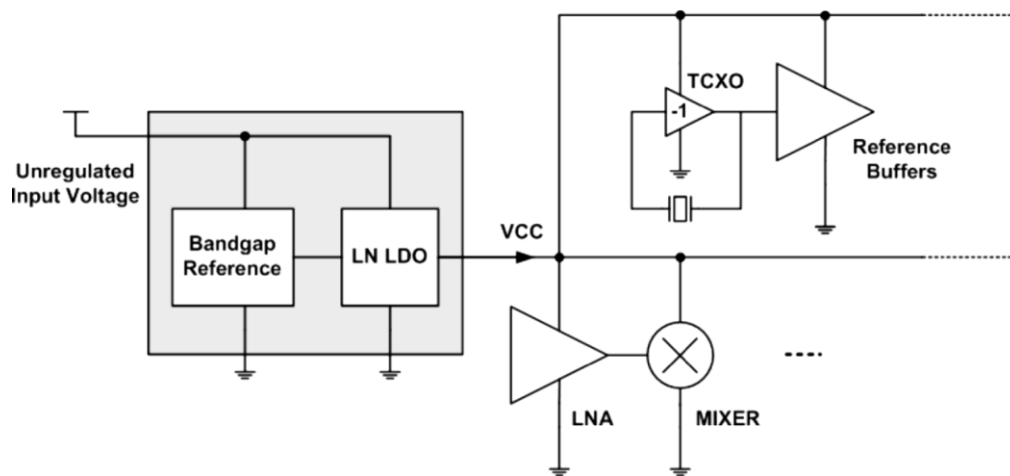 TCXO
-1
Reference
Buffers
Unregulated
Input Voltage
Bandgap
Reference
LN LDO
VCC
LNA
MIXER